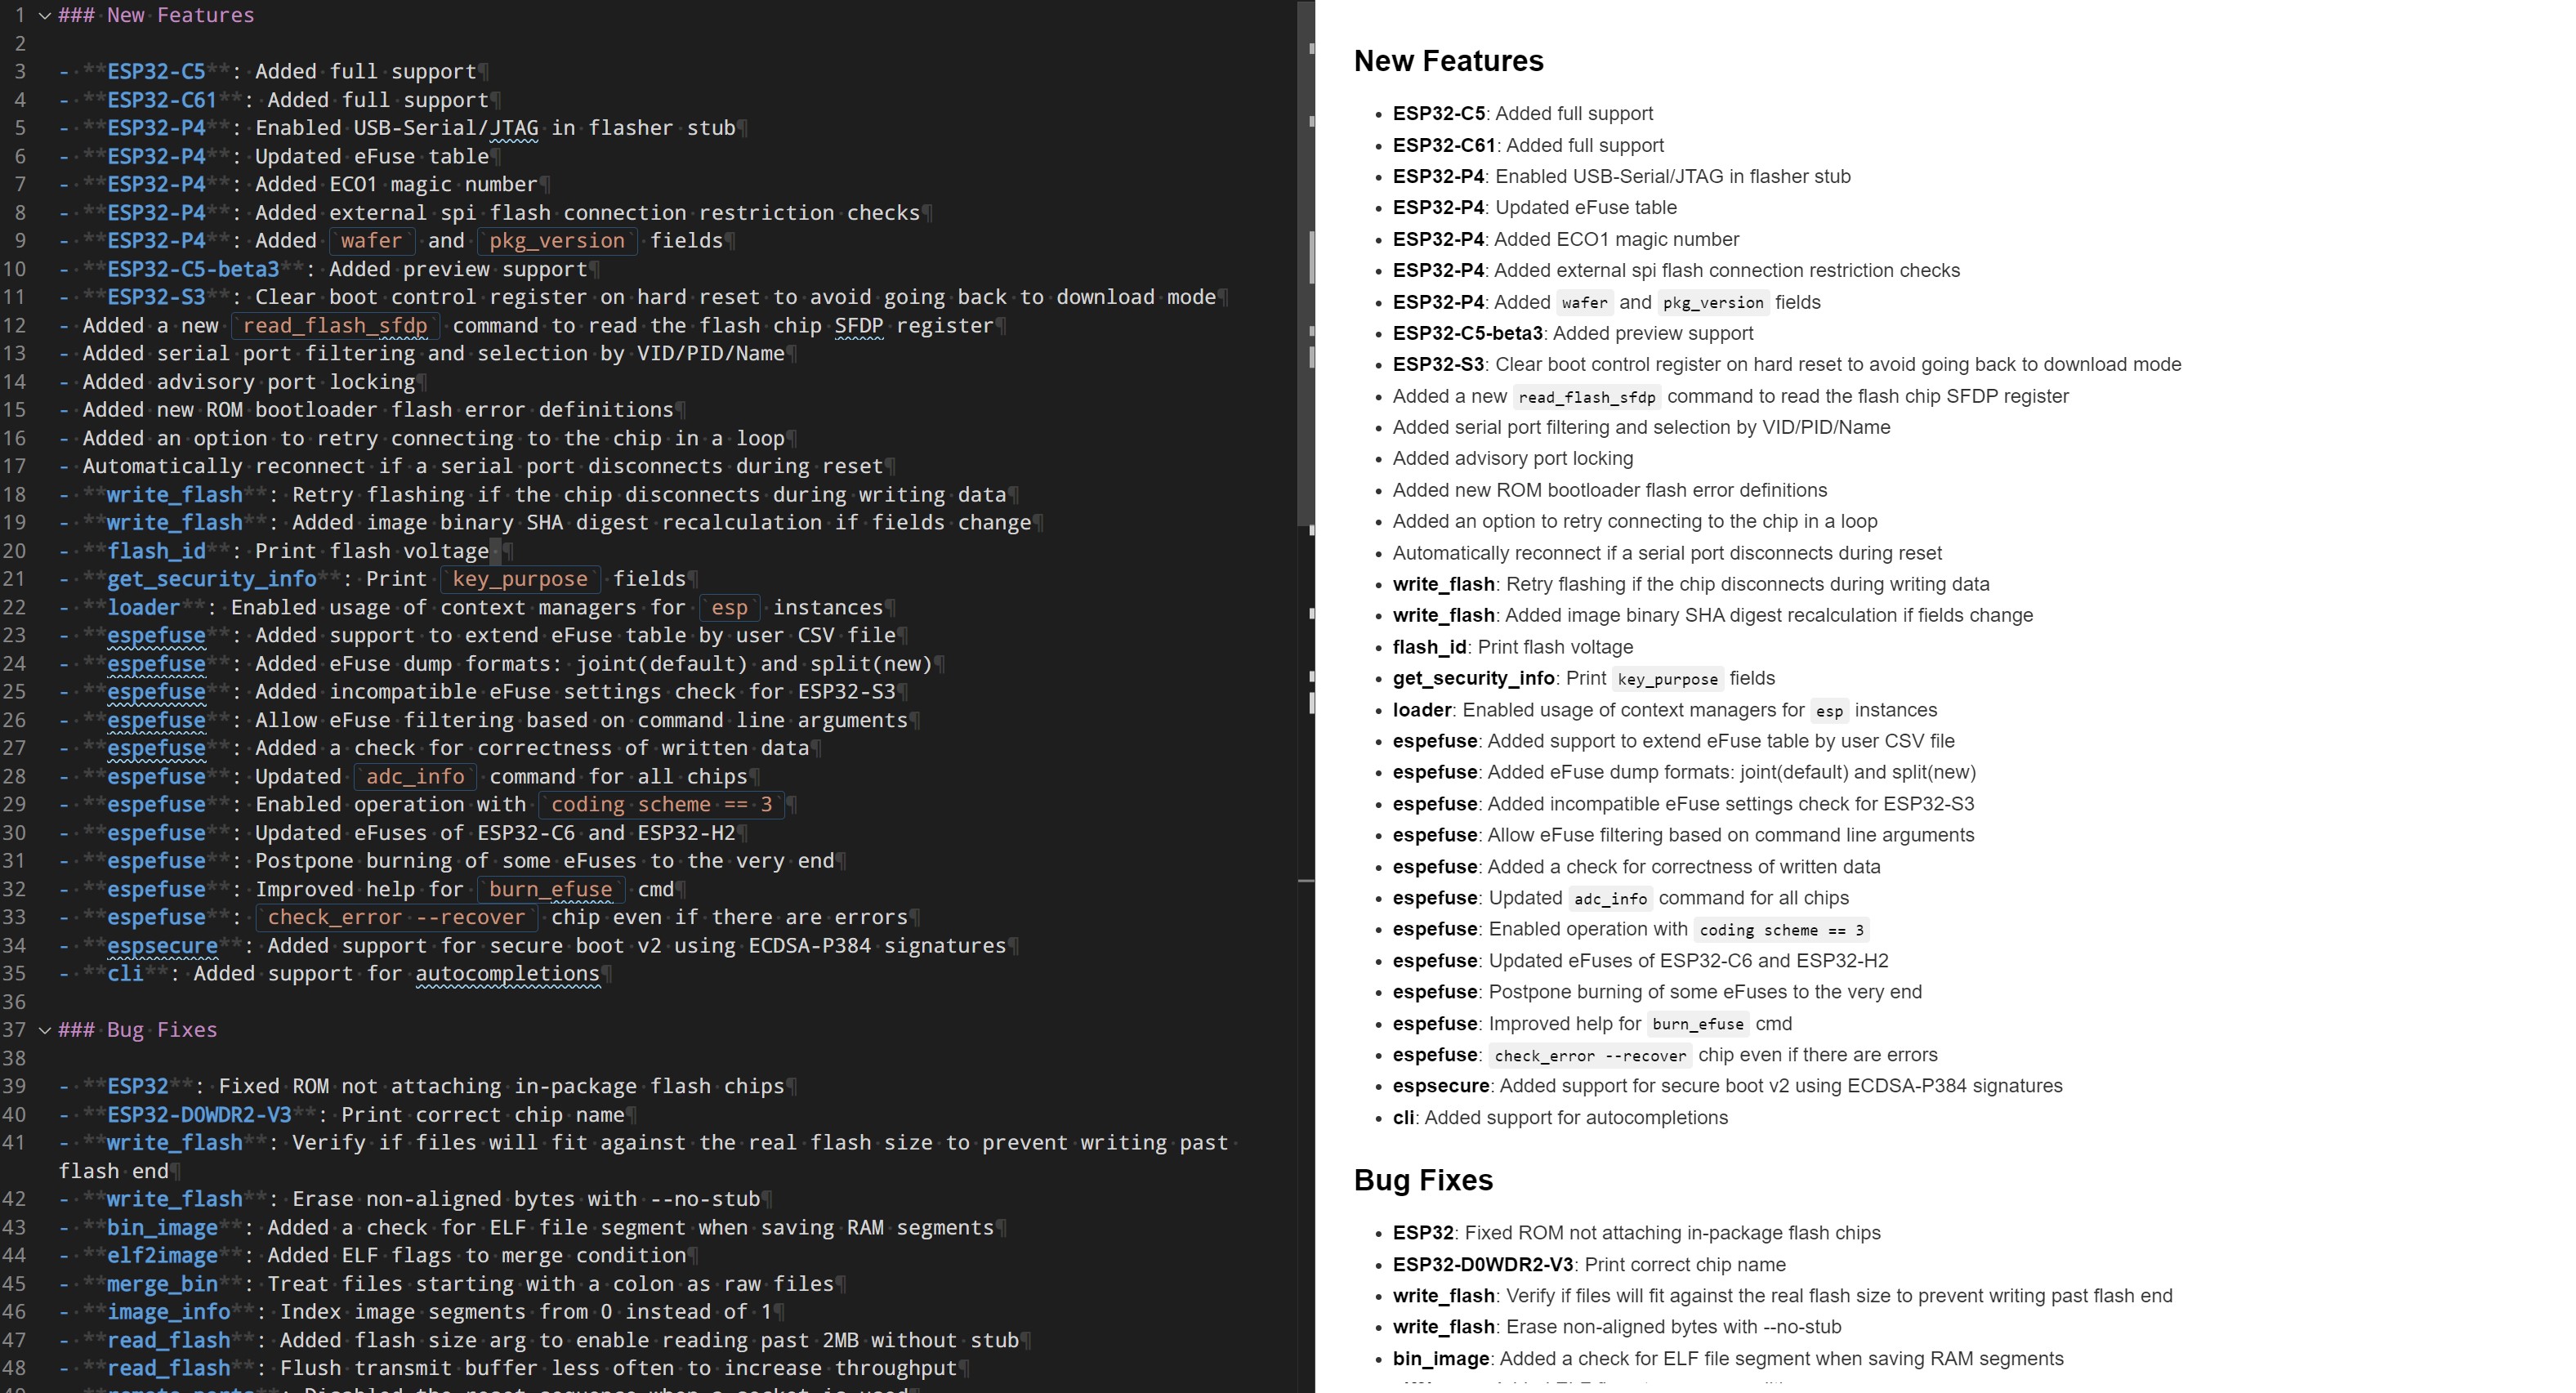 1 ### New Features
2
3 - **ESP32-C5**: Added full support¶
4 - **ESP32-C61**: Added full support¶
5 - **ESP32-P4**: Enabled USB-Serial/JTAG in flasher stub¶
6 - **ESP32-P4**: Updated eFuse table¶
7 - **ESP32-P4**: Added ECO1 magic number¶
8 - **ESP32-P4**: Added external spi flash connection restriction checks¶
9 - **ESP32-P4**: Added `wafer` and `pkg_version` fields¶
10 - **ESP32-C5-beta3**: Added preview support¶
11 - **ESP32-S3**: Clear boot control register on hard reset to avoid going back to download mode¶
12 - Added a new `read_flash_sfdp` command to read the flash chip SFDP register¶
13 - Added serial port filtering and selection by VID/PID/Name¶
14 - Added advisory port locking¶
15 - Added new ROM bootloader flash error definitions¶
16 - Added an option to retry connecting to the chip in a loop¶
17 - Automatically reconnect if a serial port disconnects during reset¶
18 - **write_flash**: Retry flashing if the chip disconnects during writing data¶
19 - **write_flash**: Added image binary SHA digest recalculation if fields change¶
20 - **flash_id**: Print flash voltage ¶
21 - **get_security_info**: Print `key_purpose` fields¶
22 - **loader**: Enabled usage of context managers for `esp` instances¶
23 - **espefuse**: Added support to extend eFuse table by user CSV file¶
24 - **espefuse**: Added eFuse dump formats: joint(default) and split(new)¶
25 - **espefuse**: Added incompatible eFuse settings check for ESP32-S3¶
26 - **espefuse**: Allow eFuse filtering based on command line arguments¶
27 - **espefuse**: Added a check for correctness of written data¶
28 - **espefuse**: Updated `adc_info` command for all chips¶
29 - **espefuse**: Enabled operation with `coding scheme == 3`¶
30 - **espefuse**: Updated eFuses of ESP32-C6 and ESP32-H2¶
31 - **espefuse**: Postpone burning of some eFuses to the very end¶
32 - **espefuse**: Improved help for `burn_efuse` cmd¶
33 - **espefuse**: `check_error --recover` chip even if there are errors¶
34 - **espsecure**: Added support for secure boot v2 using ECDSA-P384 signatures¶
35 - **cli**: Added support for autocompletions¶
36
37 ### Bug Fixes
38
39 - **ESP32**: Fixed ROM not attaching in-package flash chips¶
40 - **ESP32-D0WDR2-V3**: Print correct chip name¶
41 - **write_flash**: Verify if files will fit against the real flash size to prevent writing past
flash end¶
42 - **write_flash**: Erase non-aligned bytes with --no-stub¶
43 - **bin_image**: Added a check for ELF file segment when saving RAM segments¶
44 - **elf2image**: Added ELF flags to merge condition¶
45 - **merge_bin**: Treat files starting with a colon as raw files¶
46 - **image_info**: Index image segments from 0 instead of 1¶
47 - **read_flash**: Added flash size arg to enable reading past 2MB without stub¶
48 - **read_flash**: Flush transmit buffer less often to increase throughput¶
New Features
• ESP32-C5: Added full support
• ESP32-C61: Added full support
• ESP32-P4: Enabled USB-Serial/JTAG in flasher stub
• ESP32-P4: Updated eFuse table
• ESP32-P4: Added ECO1 magic number
• ESP32-P4: Added external spi flash connection restriction checks
• ESP32-P4: Added wafer and pkg_version fields
• ESP32-C5-beta3: Added preview support
• ESP32-S3: Clear boot control register on hard reset to avoid going back to download mode
• Added a new read_flash_sfdp command to read the flash chip SFDP register
• Added serial port filtering and selection by VID/PID/Name
• Added advisory port locking
• Added new ROM bootloader flash error definitions
• Added an option to retry connecting to the chip in a loop
• Automatically reconnect if a serial port disconnects during reset
• write_flash: Retry flashing if the chip disconnects during writing data
• write_flash: Added image binary SHA digest recalculation if fields change
• flash_id: Print flash voltage
• get_security_info: Print key_purpose fields
• loader: Enabled usage of context managers for esp instances
• espefuse: Added support to extend eFuse table by user CSV file
• espefuse: Added eFuse dump formats: joint(default) and split(new)
• espefuse: Added incompatible eFuse settings check for ESP32-S3
• espefuse: Allow eFuse filtering based on command line arguments
• espefuse: Added a check for correctness of written data
• espefuse: Updated adc_info command for all chips
• espefuse: Enabled operation with coding scheme == 3
• espefuse: Updated eFuses of ESP32-C6 and ESP32-H2
• espefuse: Postpone burning of some eFuses to the very end
• espefuse: Improved help for burn_efuse cmd
• espefuse: check_error --recover chip even if there are errors
• espsecure: Added support for secure boot v2 using ECDSA-P384 signatures
• cli: Added support for autocompletions
Bug Fixes
• ESP32: Fixed ROM not attaching in-package flash chips
• ESP32-D0WDR2-V3: Print correct chip name
• write_flash: Verify if files will fit against the real flash size to prevent writing past flash end
• write_flash: Erase non-aligned bytes with --no-stub
• bin_image: Added a check for ELF file segment when saving RAM segments